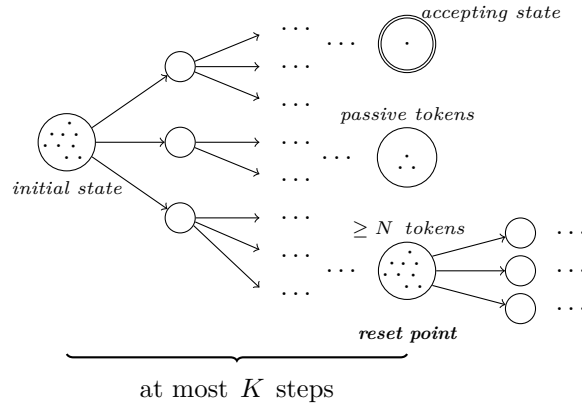 accepting state
passive tokens
initial state
≥ N tokens
reset point
at most K steps